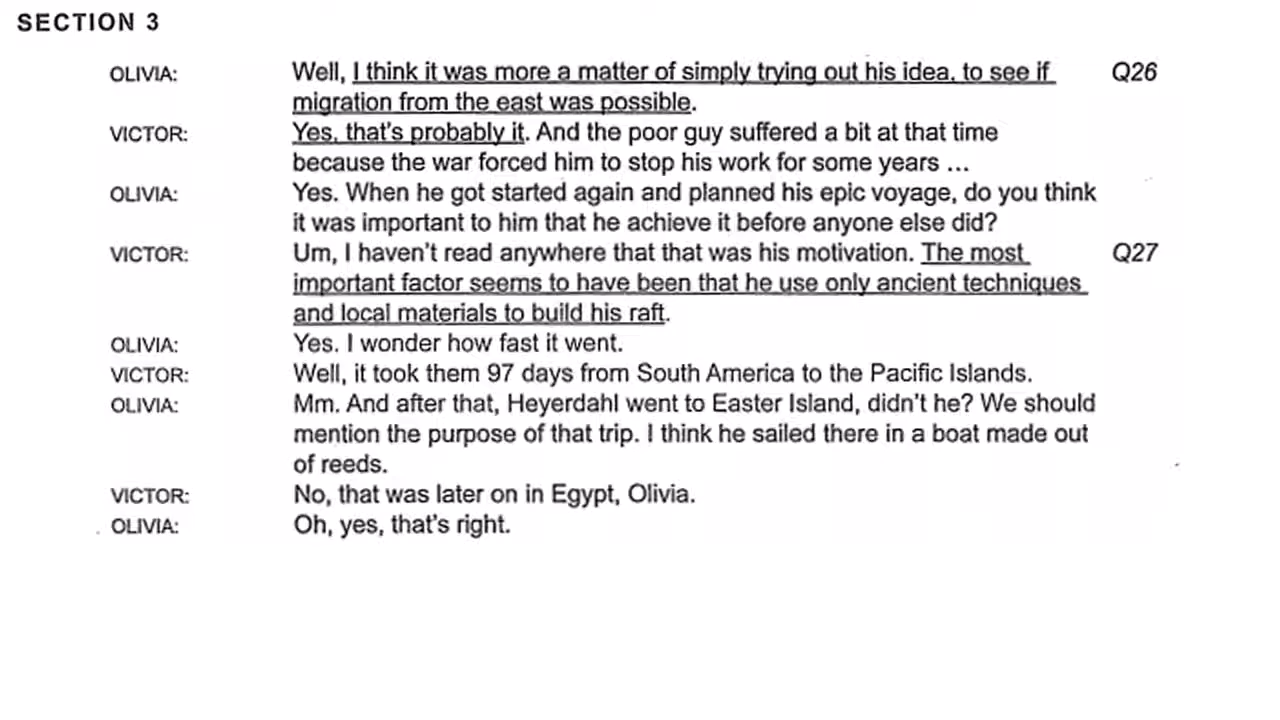 SECTION 3
OLIVIA: Well, I think it was more a matter of simply trying out his idea, to see if Q26
migration from the east was possible.
VICTOR: Yes, that's probably it. And the poor guy suffered a bit at that time
because the war forced him to stop his work for some years ...
OLIVIA: Yes. When he got started again and planned his epic voyage, do you think
it was important to him that he achieve it before anyone else did?
VICTOR: Um, I haven't read anywhere that that was his motivation. The most Q27
important factor seems to have been that he use only ancient techniques
and local materials to build his raft.
OLIVIA: Yes. I wonder how fast it went.
VICTOR: Well, it took them 97 days from South America to the Pacific Islands.
OLIVIA: Mm. And after that, Heyerdahl went to Easter Island, didn't he? We should
mention the purpose of that trip. I think he sailed there in a boat made out
of reeds.
VICTOR: No, that was later on in Egypt, Olivia.
OLIVIA: Oh, yes, that's right.